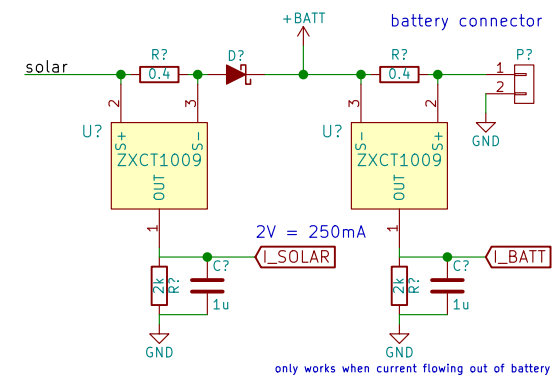 +BATT
battery connector
solar
R?
0.4
D?
R?
0.4
P?
1
2
2
3
3
2
GND
U?
S+
S-
ZXCT1009
OUT
U?
S-
S+
ZXCT1009
OUT
1
1
2V = 250mA
I_SOLAR
I_BATT
2k
R?
C?
1u
2k
R?
C?
1u
GND
GND
only works when current flowing out of battery